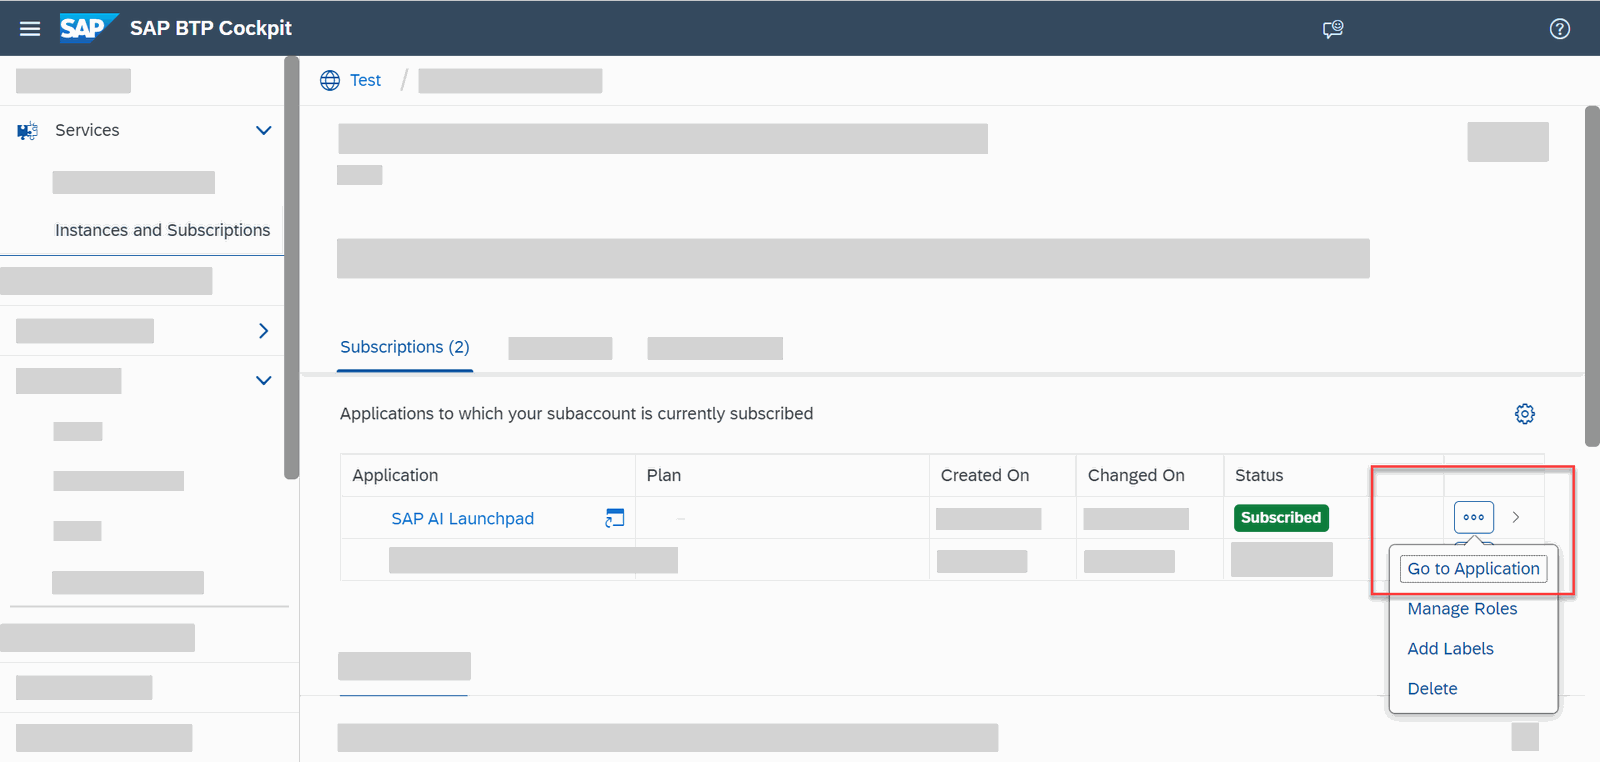 SAP SAP BTP Cockpit
Test /
Services
Instances and Subscriptions
Subscriptions (2)
Applications to which your subaccount is currently subscribed
Application Plan Created On Changed On Status
SAP AI Launchpad – Subscribed
Go to Application
Manage Roles
Add Labels
Delete